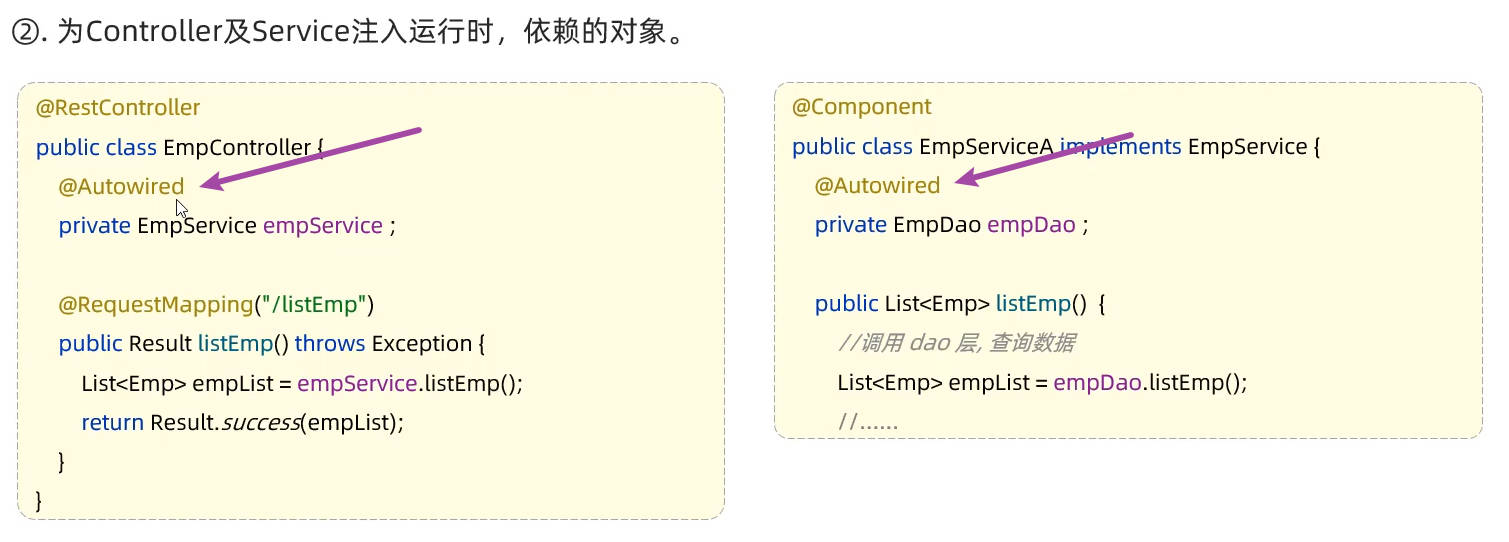 ②. 为Controller及Service注入运行时，依赖的对象。
@RestController
public class EmpController {
@Autowired
private EmpService empService ;
@RequestMapping("/listEmp")
public Result listEmp() throws Exception {
List<Emp> empList = empService.listEmp();
return Result.success(empList);
}
}
@Component
public class EmpServiceA implements EmpService {
@Autowired
private EmpDao empDao ;
public List<Emp> listEmp() {
//调用 dao 层, 查询数据
List<Emp> empList = empDao.listEmp();
//......